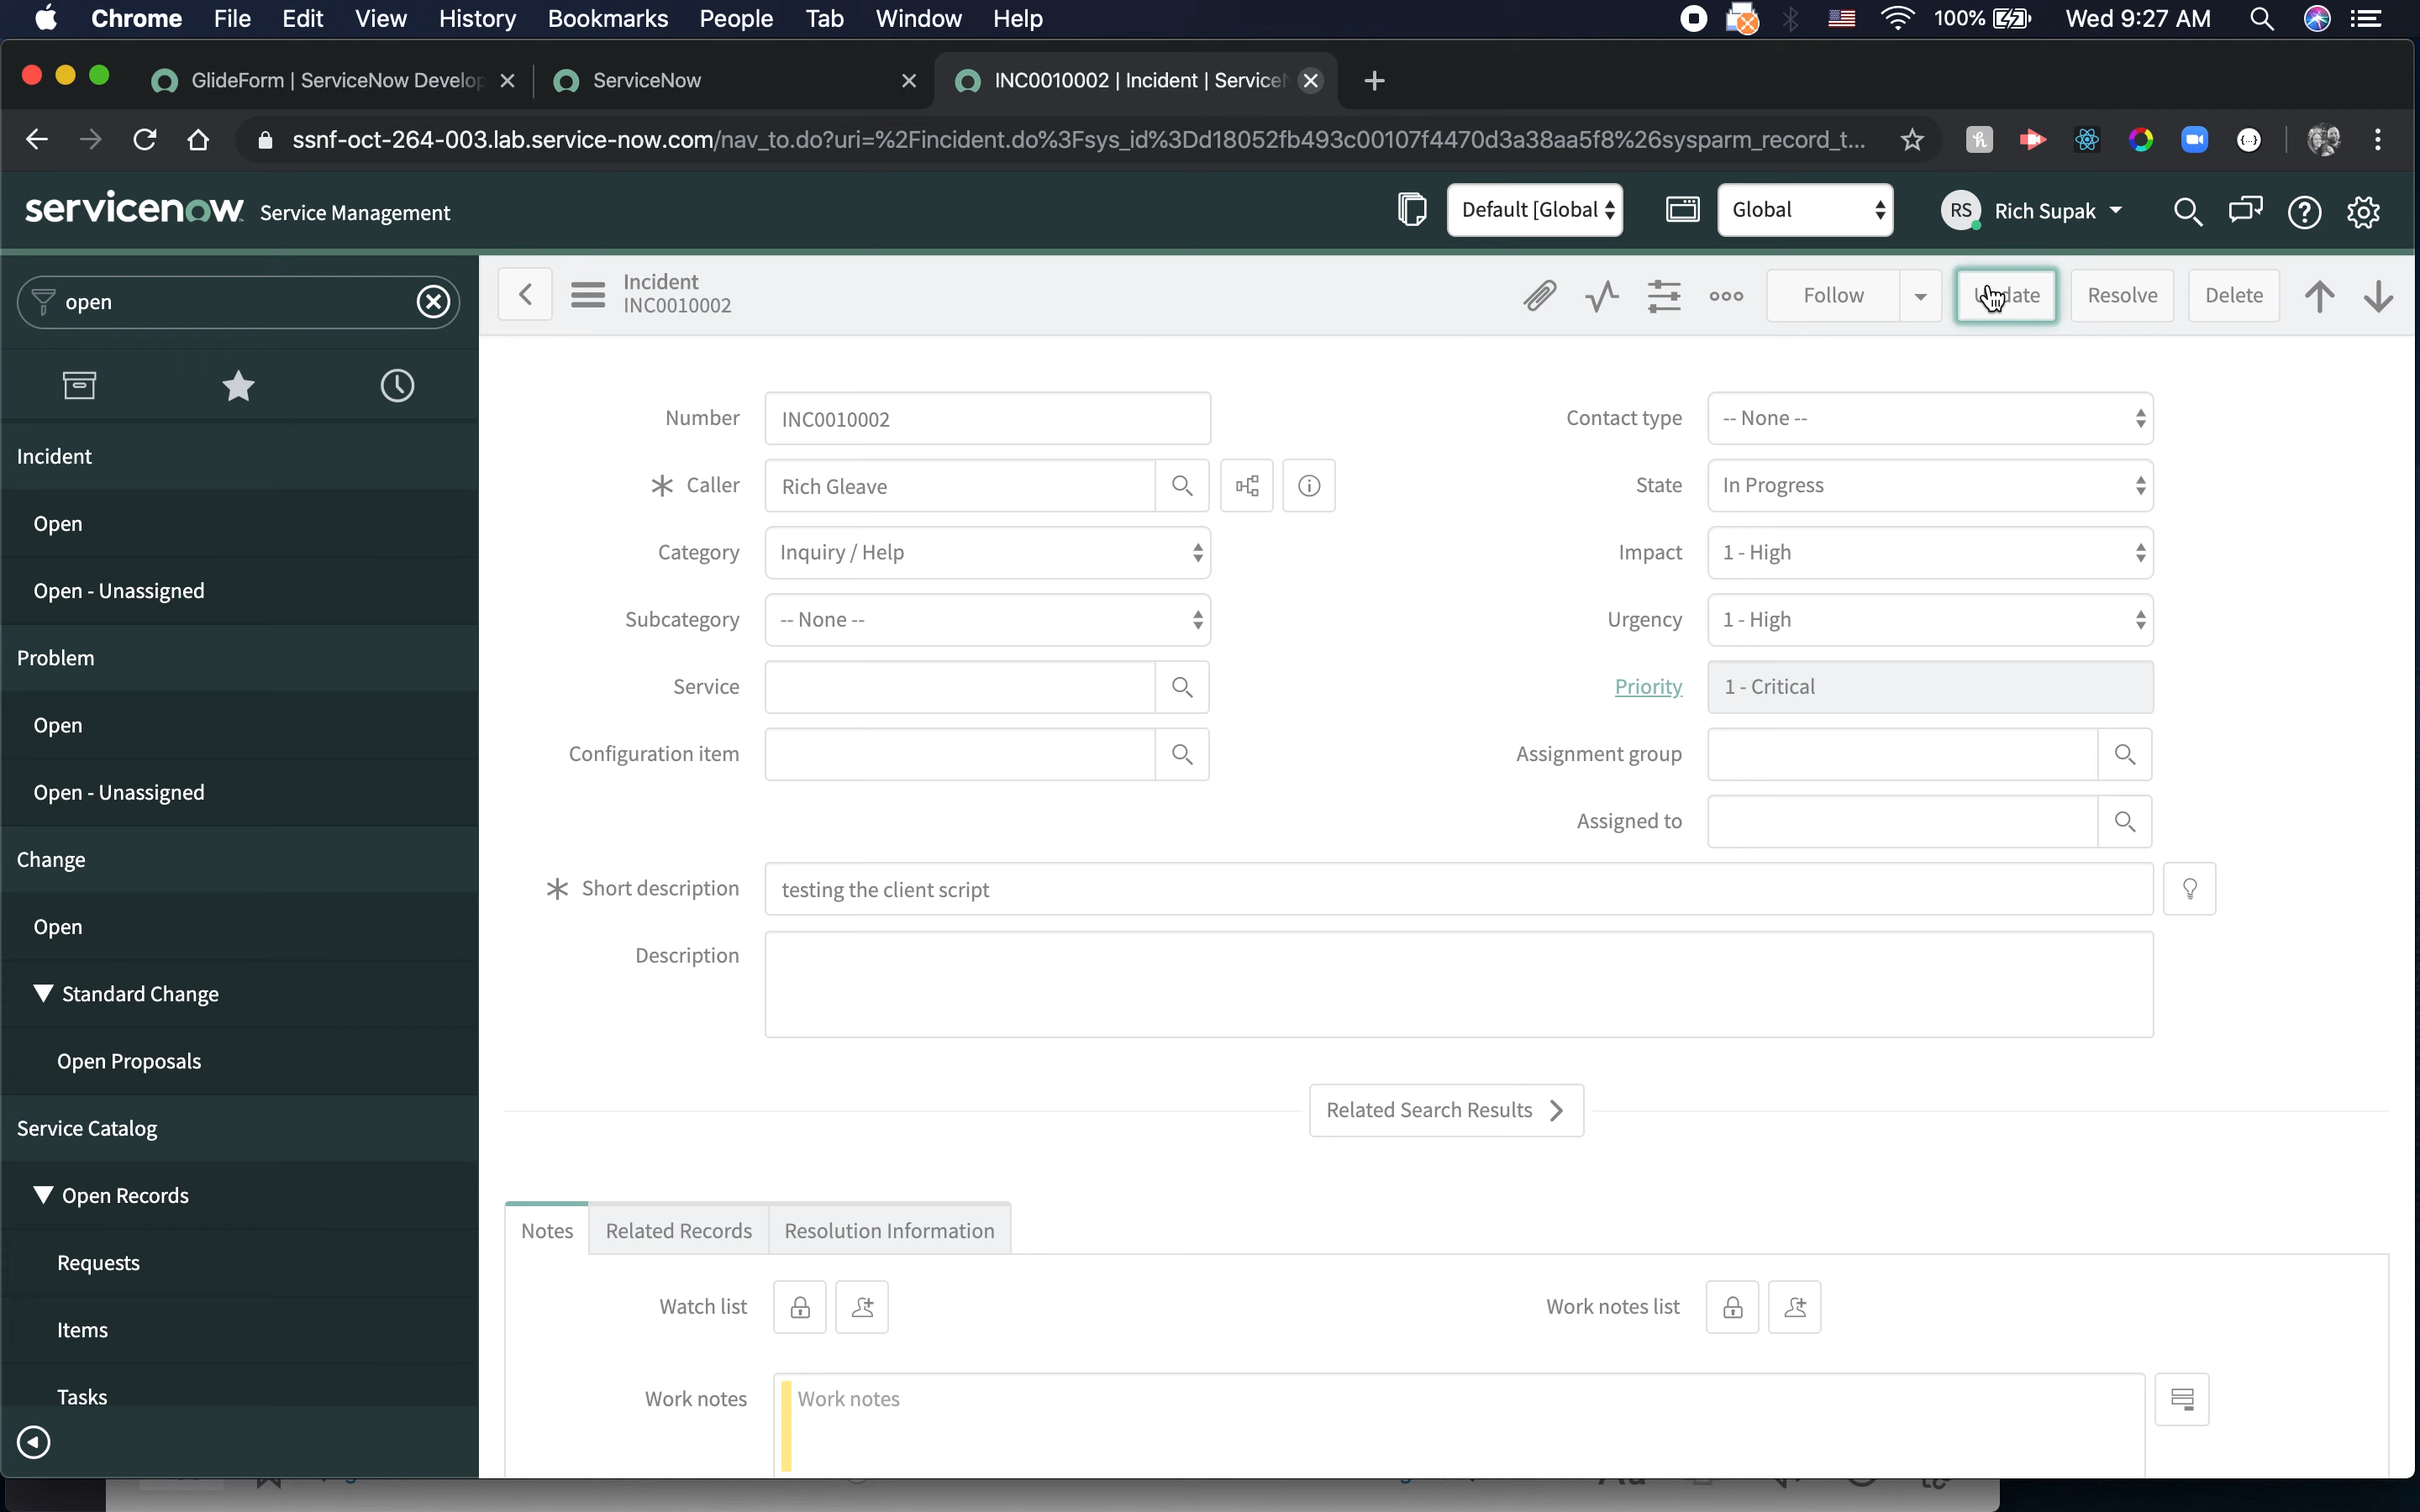 Chrome File Edit View History Bookmarks People Tab Window Help 100% Wed 9:27 AM
GlideForm | ServiceNow Develop ServiceNow INC0010002 | Incident | Service
ssnf-oct-264-003.lab.service-now.com/nav_to.do?uri=%2Fincident.do%3Fsys_id%3Dd18052fb493c00107f4470d3a38aa5f8%26sysparm_record_t...
servicenow Service Management Default [Global Global RS Rich Supak
open
Incident
INC0010002
Follow Resolve Delete
Incident
Open
Open - Unassigned
Problem
Open
Open - Unassigned
Change
Open
Standard Change
Open Proposals
Service Catalog
Open Records
Requests
Items
Tasks
Number INC0010002
Caller Rich Gleave
Category Inquiry / Help
Subcategory -- None --
Service
Configuration item
Contact type -- None --
State In Progress
Impact 1 - High
Urgency 1 - High
Priority 1 - Critical
Assignment group
Assigned to
Short description testing the client script
Description
Related Search Results
Notes Related Records Resolution Information
Watch list Work notes list
Work notes Work notes